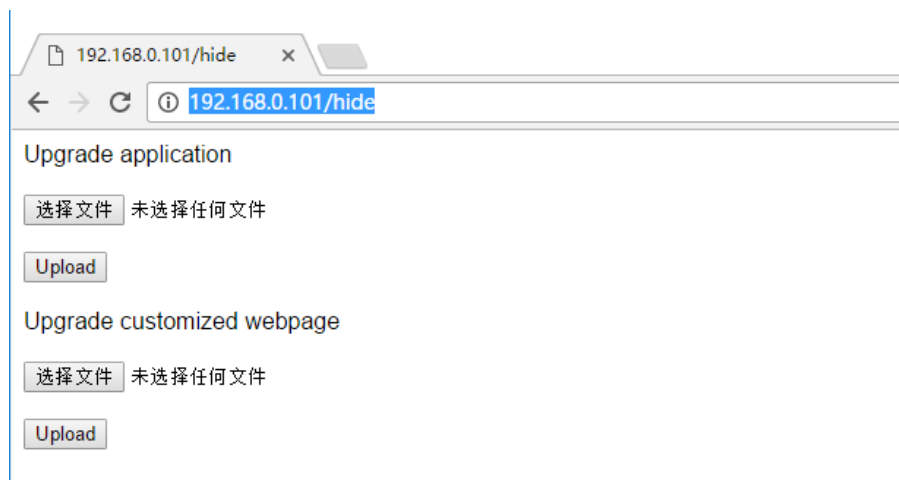 192.168.0.101/hide
192.168.0.101/hide
Upgrade application
选择文件 未选择任何文件
Upload
Upgrade customized webpage
选择文件 未选择任何文件
Upload